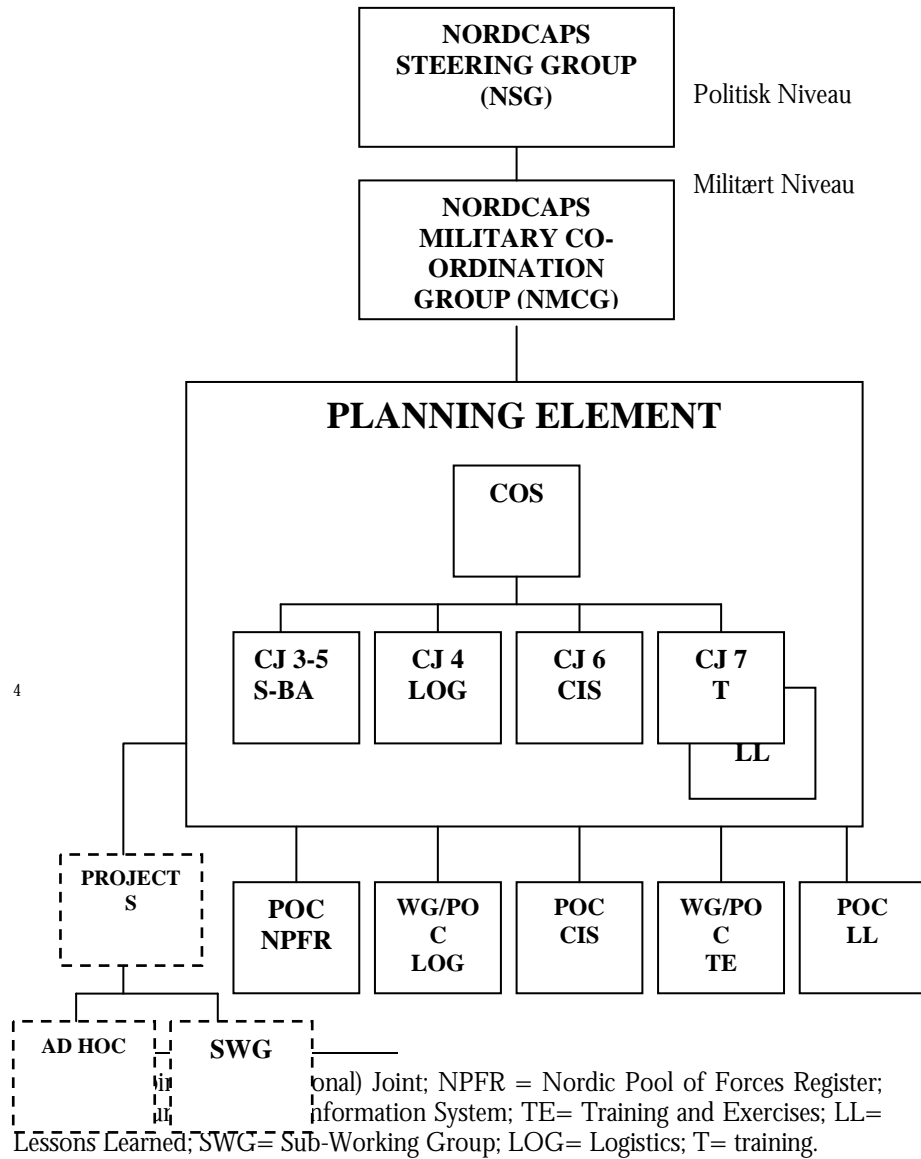 NORDCAPS
STEERING GROUP
(NSG)
Politisk Niveau
Militært Niveau
NORDCAPS
MILITARY CO-
ORDINATION
GROUP (NMCG)
PLANNING ELEMENT
COS
CJ 3-5
S-BA
CJ 4
LOG
CJ 6
CIS
CJ 7
T
LL
4
PROJECT
S
POC
NPFR
WG/PO
C
LOG
POC
CIS
WG/PO
C
TE
POC
LL
AD HOC
SWG
Joint; NPFR = Nordic Pool of Forces Register;
Information System; TE= Training and Exercises; LL=
Lessons Learned; SWG= Sub-Working Group; LOG= Logistics; T= training.